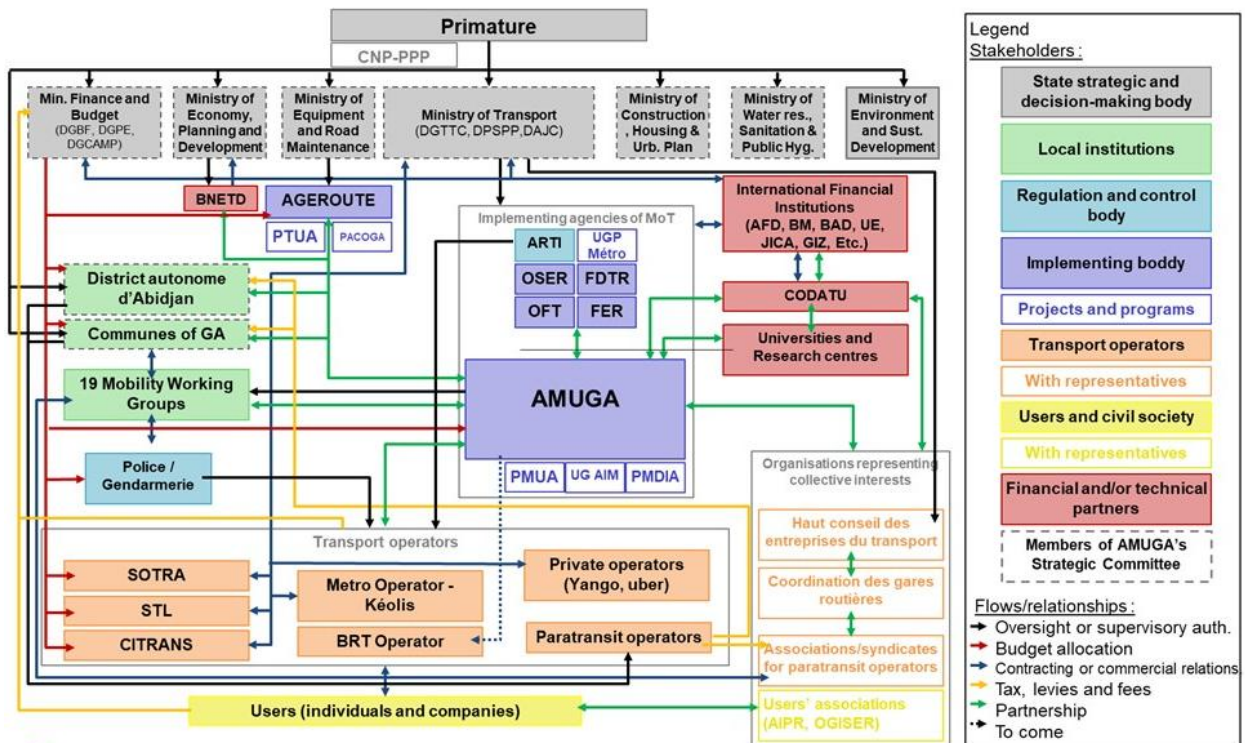 Primature
CNP-PPP
Min. Finance and
Budget
(DGBF, DGPE,
DGCAMP)
Ministry of
Economy,
Planning and
Development
Ministry of
Equipment
and Road
Maintenance
Ministry of Transport
(DGTTC, DPSPP,DAJC)
Ministry of
Construction
, Housing &
Urb. Plan
Ministry of
Water res.,
Sanitation &
Public Hyg.
Ministry of
Environment
and Sust.
Development
BNETD
AGEROUTE
PTUA
PACOGA
Implementing agencies of MoT
ARTI
UGP
Métro
OSER
FDTR
OFT
FER
International Financial
Institutions
(AFD, BM, BAD, UE,
JICA, GIZ, Etc.)
CODATU
Universities and
Research centres
District autonome
d'Abidjan
Communes of GA
19 Mobility Working
Groups
Police /
Gendarmerie
AMUGA
PMUA
UG AIM
PMDIA
Organisations representing
collective interests
Haut conseil des
entreprises du transport
Coordination des gares
routières
Associations/syndicates
for paratransit operators
Users' associations
(AIPR, OGISER)
Transport operators
SOTRA
STL
CITRANS
Metro Operator -
Kéolis
BRT Operator
Private operators
(Yango, uber)
Paratransit operators
Users (individuals and companies)
Legend
Stakeholders :
State strategic and
decision-making body
Local institutions
Regulation and control
body
Implementing boddy
Projects and programs
Transport operators
With representatives
Users and civil society
With representatives
Financial and/or technical
partners
Members of AMUGA's
Strategic Committee
Flows/relationships :
Oversight or supervisory auth.
Budget allocation
Contracting or commercial relations.
Tax, levies and fees
Partnership
To come